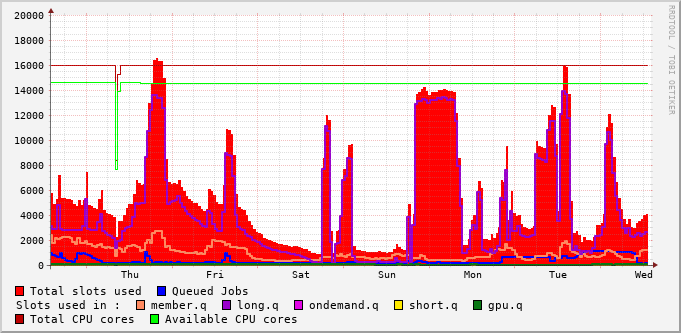 RRDTOOL / TOBI OETIKER
20000
18000
16000
14000
12000
10000
8000
6000
4000
2000
0
Thu Fri Sat Sun Mon Tue Wed
Total slots used Queued Jobs
Slots used in : member.q long.q ondemand.q short.q gpu.q
Total CPU cores Available CPU cores